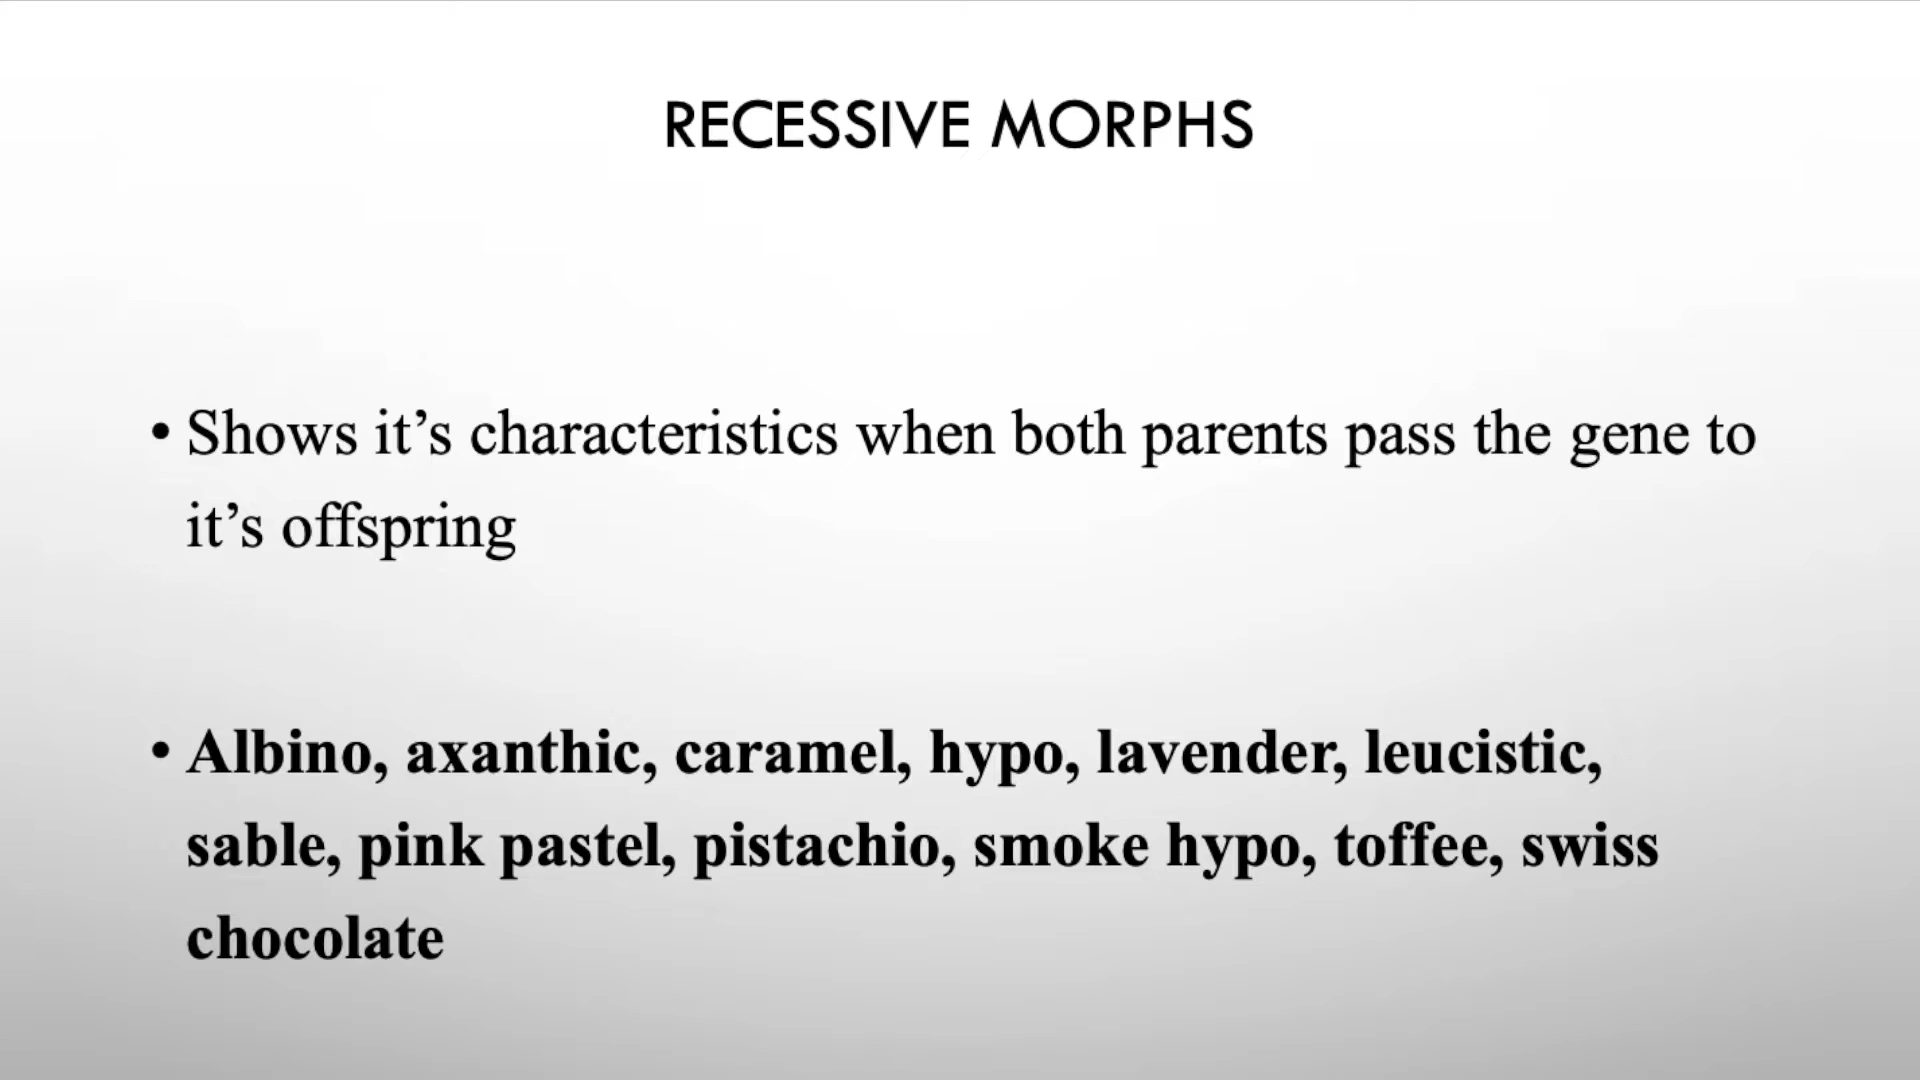 RECESSIVE MORPHS
• Shows it’s characteristics when both parents pass the gene to
it’s offspring
• Albino, axanthic, caramel, hypo, lavender, leucistic,
sable, pink pastel, pistachio, smoke hypo, toffee, swiss
chocolate